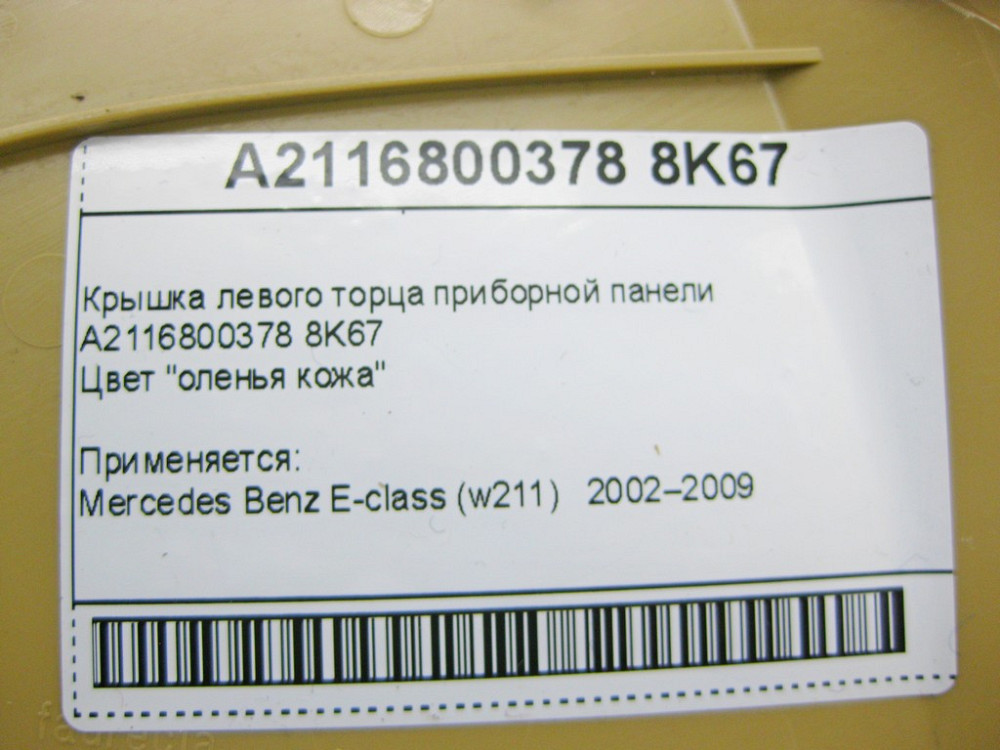 A2116800378 8K67
Крышка левого торца приборной панели
A2116800378 8K67
Цвет "оленья кожа"
Применяется:
Mercedes Benz E-class (w211) 2002–2009
faurecia